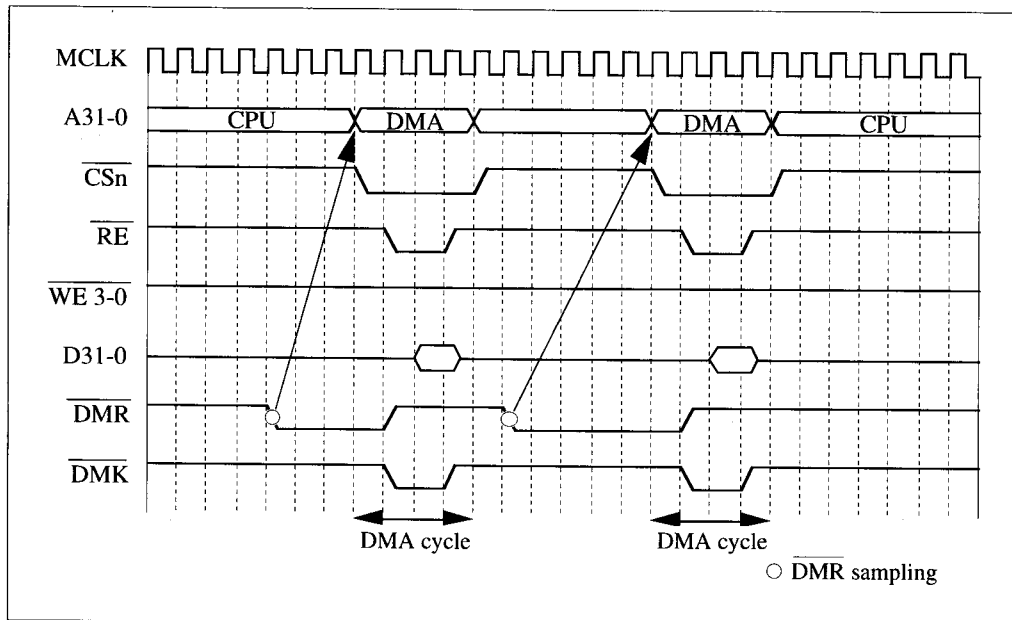 MCLK
A31-0 CPU DMA DMA CPU
CSn
RE
WE 3-0
D31-0
DMR
DMK
DMA cycle DMA cycle
DMR sampling